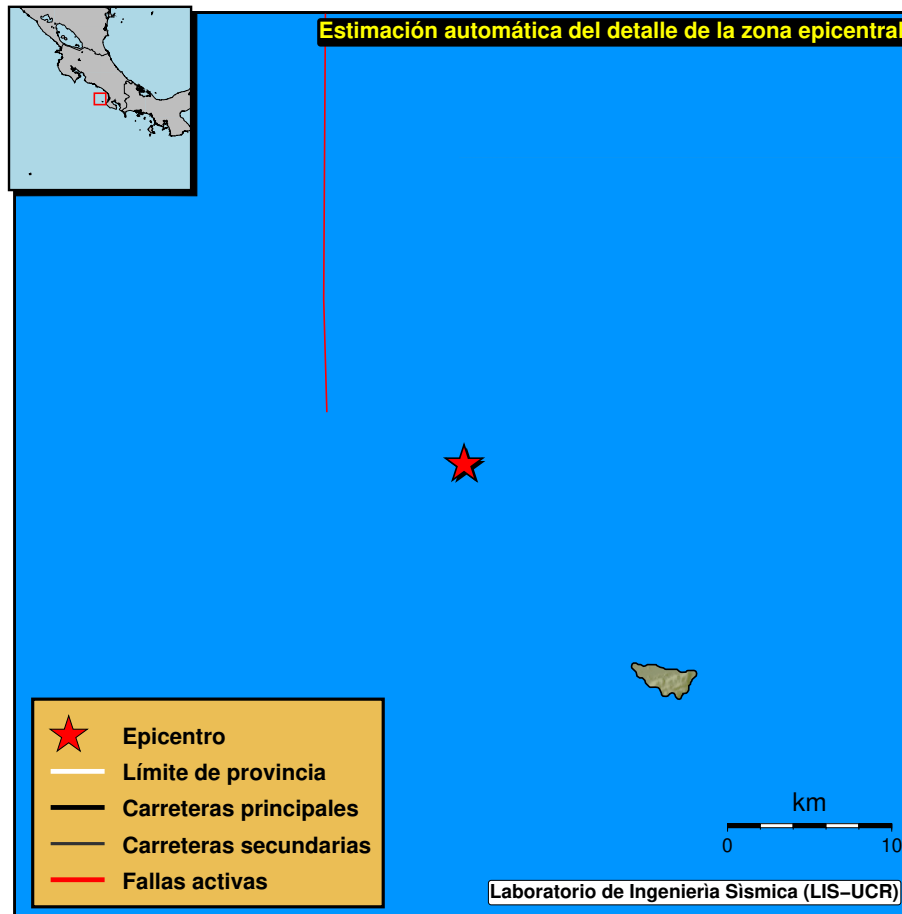 Estimación automática del detalle de la zona epicentral
Epicentro
Límite de provincia
Carreteras principales
Carreteras secundarias
Fallas activas
km
0 10
Laboratorio de Ingenierìa Sìsmica (LIS–UCR)